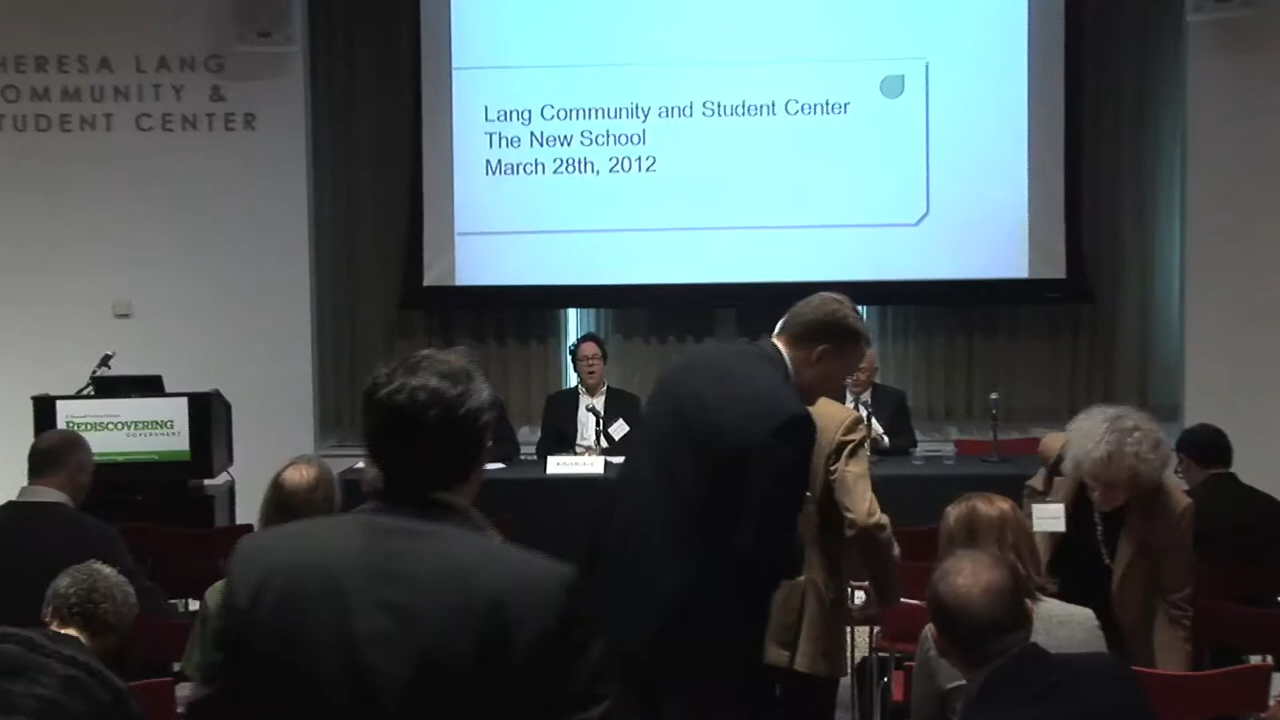 HERESA LANG
OMMUNITY &
TUDENT CENTER
Lang Community and Student Center
The New School
March 28th, 2012
REDISCOVERING
GOVERNMENT